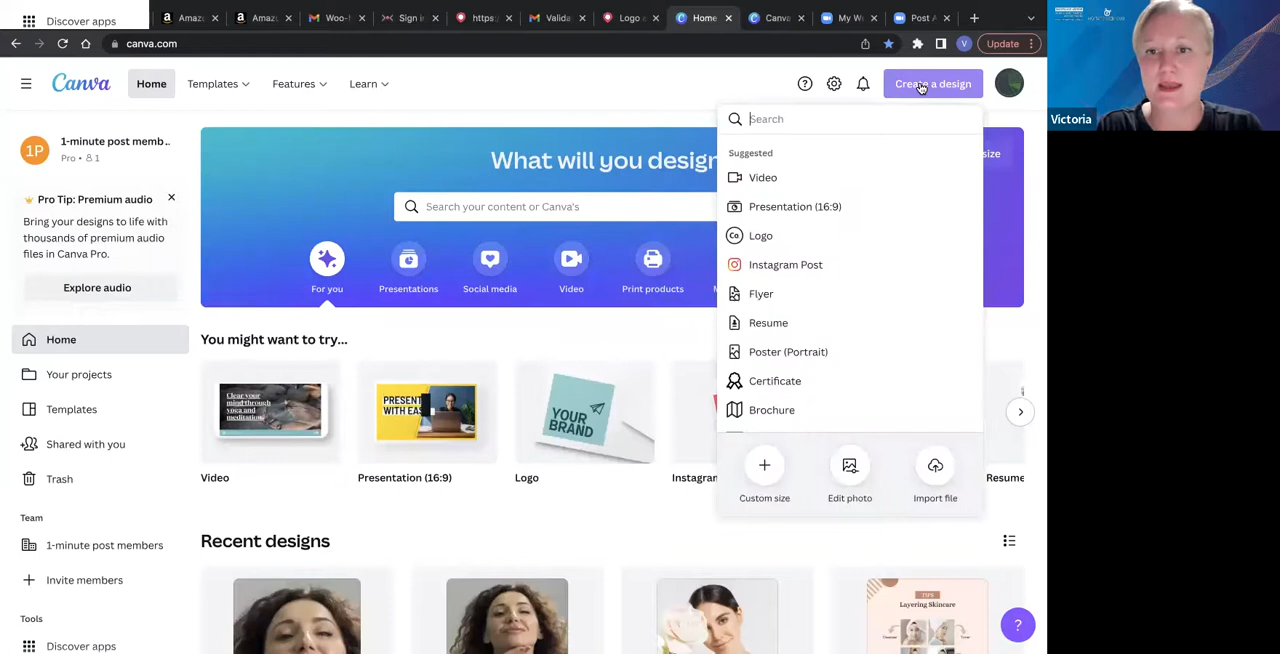 Discover apps
Amaz
Amaz
M Woo-!
Sign i
https:
Valida
Logo a
Home
Canva
My W
Post A
canva.com
V
Update
Canva
Home
Templates
Features
Learn
Create a design
1P
1-minute post memb..
Pro • 1
Pro Tip: Premium audio
Bring your designs to life with
thousands of premium audio
files in Canva Pro.
Explore audio
Home
Your projects
Templates
Shared with you
Trash
Team
1-minute post members
Invite members
Tools
Discover apps
What will you design
size
Search your content or Canva's
For you
Presentations
Social media
Video
Print products
You might want to try...
Clear your
mind through
yoga and
meditation.
PRESENT
WITH EASE
YOUR
BRAND
Video
Presentation (16:9)
Logo
Instagram
Resume
Search
Suggested
Video
Presentation (16:9)
Co
Logo
Instagram Post
Flyer
Resume
Poster (Portrait)
Certificate
Brochure
Custom size
Edit photo
Import file
Recent designs
TIPS
Layering Skincare
?
Victoria